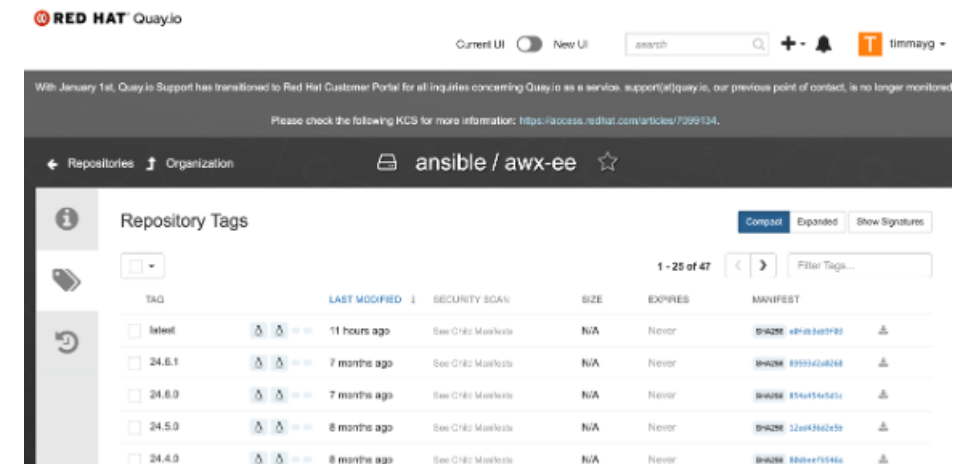 RED HAT Quay.io
Current UI New UI search timmayg
With January 1st, Quay.io Support has transitioned to Red Hat Customer Portal for all inquiries concerning Quay.io as a service. support(at)quay.io, our previous point of contact, is no longer monitored
Please check the following KCS for more information: https://access.redhat.com/articles/7099134.
Repositories Organization ansible / awx-ee
Repository Tags Compact Expanded Show Signatures
1 - 25 of 47 Filter Tags...
TAG LAST MODIFIED ↓ SECURITY SCAN SIZE EXPIRES MANIFEST
latest 11 hours ago See Child Manifests N/A Never SHA256
24.6.1 7 months ago See Child Manifests N/A Never SHA256
24.6.0 7 months ago See Child Manifests N/A Never SHA256
24.5.0 8 months ago See Child Manifests N/A Never SHA256
24.4.0 8 months ago See Child Manifests N/A Never SHA256